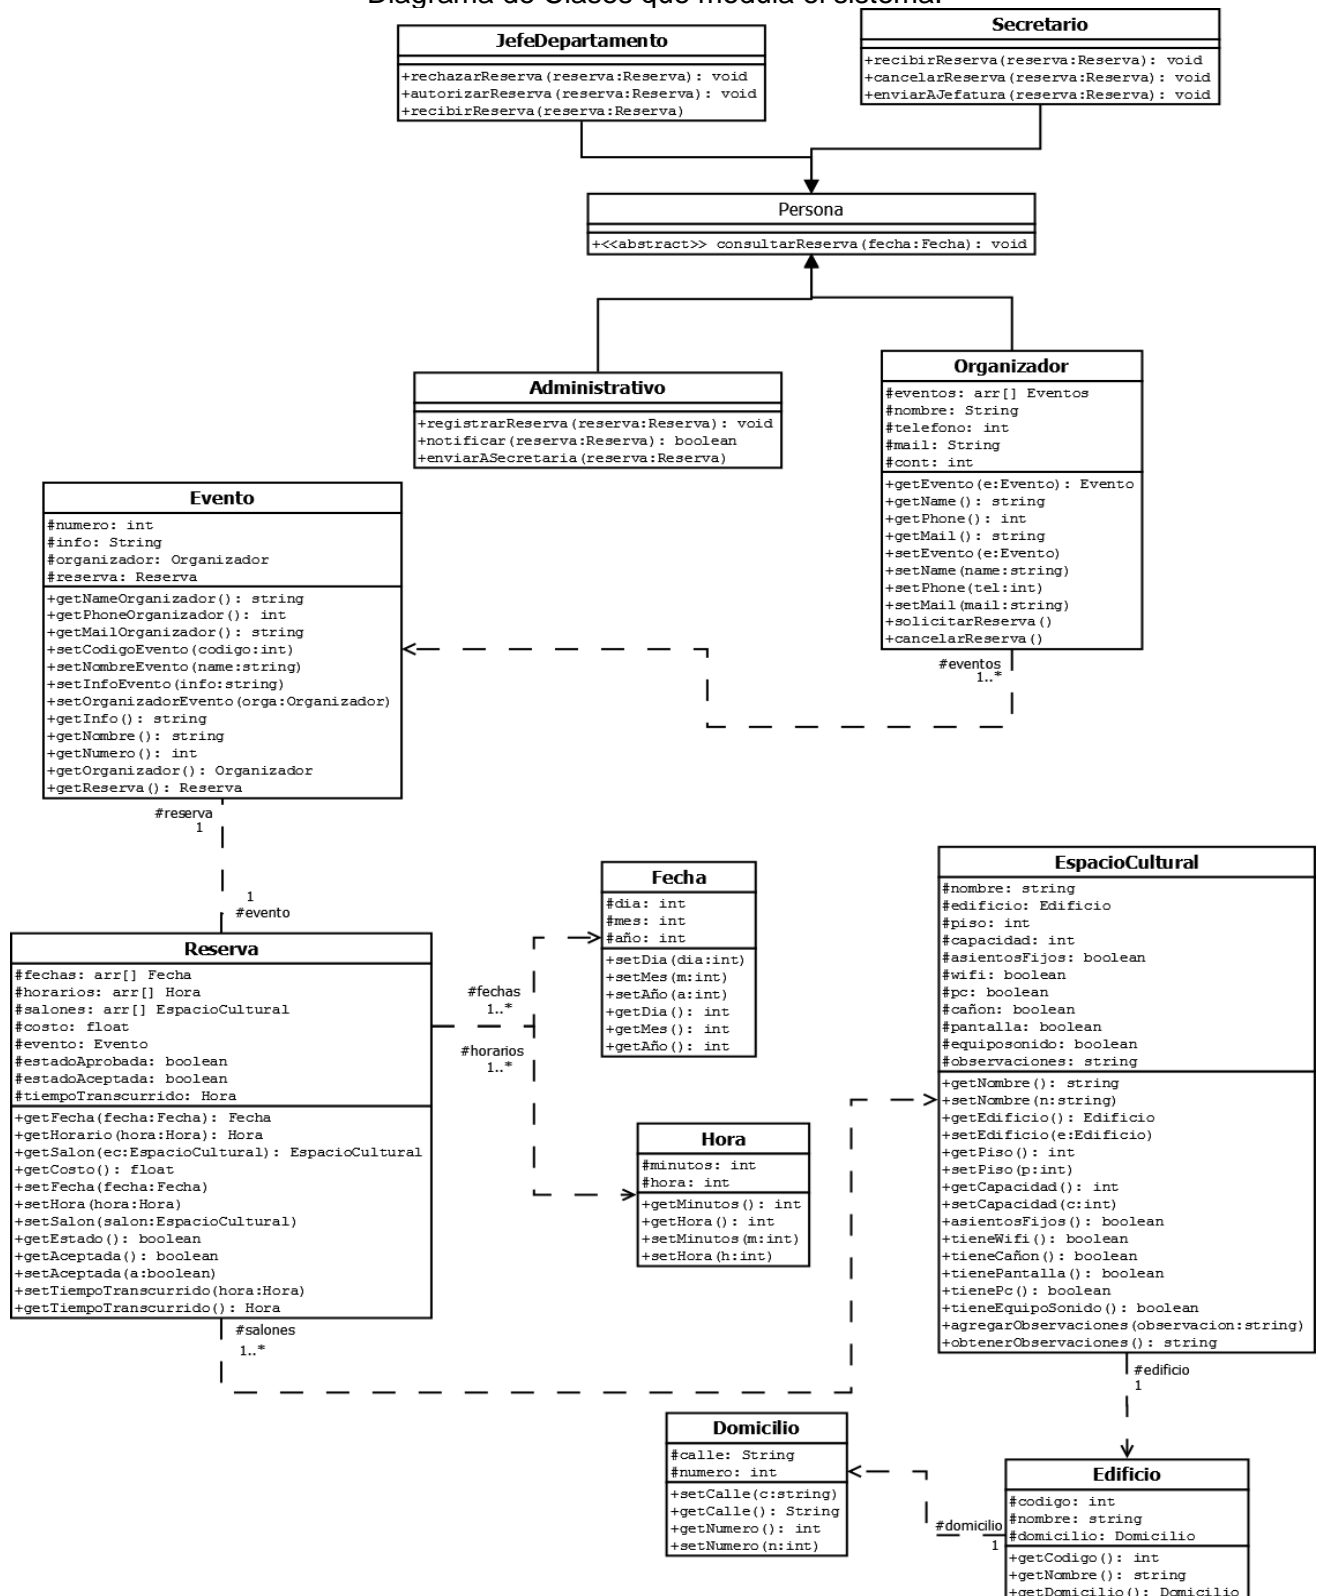 Diagrama de Clases que modula el sistema.
JefeDepartamento
+rechazarReserva(reserva:Reserva): void
+autorizarReserva(reserva:Reserva): void
+recibirReserva(reserva:Reserva)
Secretario
+recibirReserva(reserva:Reserva): void
+cancelarReserva(reserva:Reserva): void
+enviarAJefatura(reserva:Reserva): void
Persona
+<<abstract>> consultarReserva(fecha:Fecha): void
Administrativo
+registrarReserva(reserva:Reserva): void
+notificar(reserva:Reserva): boolean
+enviarASecretaria(reserva:Reserva)
Organizador
#eventos: arr[] Eventos
#nombre: String
#telefono: int
#mail: String
#cont: int
+getEvento(e:Evento): Evento
+getName(): string
+getPhone(): int
+getMail(): string
+setEvento(e:Evento)
+setName(name:string)
+setPhone(tel:int)
+setMail(mail:string)
+solicitarReserva()
+cancelarReserva()
#eventos
1..*
Evento
#numero: int
#info: String
#organizador: Organizador
#reserva: Reserva
+getNameOrganizador(): string
+getPhoneOrganizador(): int
+getMailOrganizador(): string
+setCodigoEvento(codigo:int)
+setNombreEvento(name:string)
+setInfoEvento(info:string)
+setOrganizadorEvento(orga:Organizador)
+getInfo(): string
+getNombre(): string
+getNumero(): int
+getOrganizador(): Organizador
+getReserva(): Reserva
#reserva
1
1
#evento
Reserva
#fechas: arr[] Fecha
#horarios: arr[] Hora
#salones: arr[] EspacioCultural
#costo: float
#evento: Evento
#estadoAprobada: boolean
#estadoAceptada: boolean
#tiempoTranscurrido: Hora
+getFecha(fecha:Fecha): Fecha
+getHorario(hora:Hora): Hora
+getSalon(ec:EspacioCultural): EspacioCultural
+getCosto(): float
+setFecha(fecha:Fecha)
+setHora(hora:Hora)
+setSalon(salon:EspacioCultural)
+getEstado(): boolean
+getAceptada(): boolean
+setAceptada(a:boolean)
+setTiempoTranscurrido(hora:Hora)
+getTiempoTranscurrido(): Hora
#fechas
1..*
#horarios
1..*
#salones
1..*
Fecha
#dia: int
#mes: int
#año: int
+setDia(dia:int)
+setMes(m:int)
+setAño(a:int)
+getDia(): int
+getMes(): int
+getAño(): int
Hora
#minutos: int
#hora: int
+getMinutos(): int
+getHora(): int
+setMinutos(m:int)
+setHora(h:int)
EspacioCultural
#nombre: string
#edificio: Edificio
#piso: int
#capacidad: int
#asientosFijos: boolean
#wifi: boolean
#pc: boolean
#cañon: boolean
#pantalla: boolean
#equiposonido: boolean
#observaciones: string
+getNombre(): string
+setNombre(n:string)
+getEdificio(): Edificio
+setEdificio(e:Edificio)
+getPiso(): int
+setPiso(p:int)
+getCapacidad(): int
+setCapacidad(c:int)
+asientosFijos(): boolean
+tieneWifi(): boolean
+tieneCañon(): boolean
+tienePantalla(): boolean
+tienePc(): boolean
+tieneEquipoSonido(): boolean
+agregarObservaciones(observacion:string)
+obtenerObservaciones(): string
#edificio
1
Domicilio
#calle: String
#numero: int
+setCalle(c:string)
+getCalle(): String
+getNumero(): int
+setNumero(n:int)
#domicilio
1
Edificio
#codigo: int
#nombre: string
#domicilio: Domicilio
+getCodigo(): int
+getNombre(): string
+getDomicilio(): Domicilio